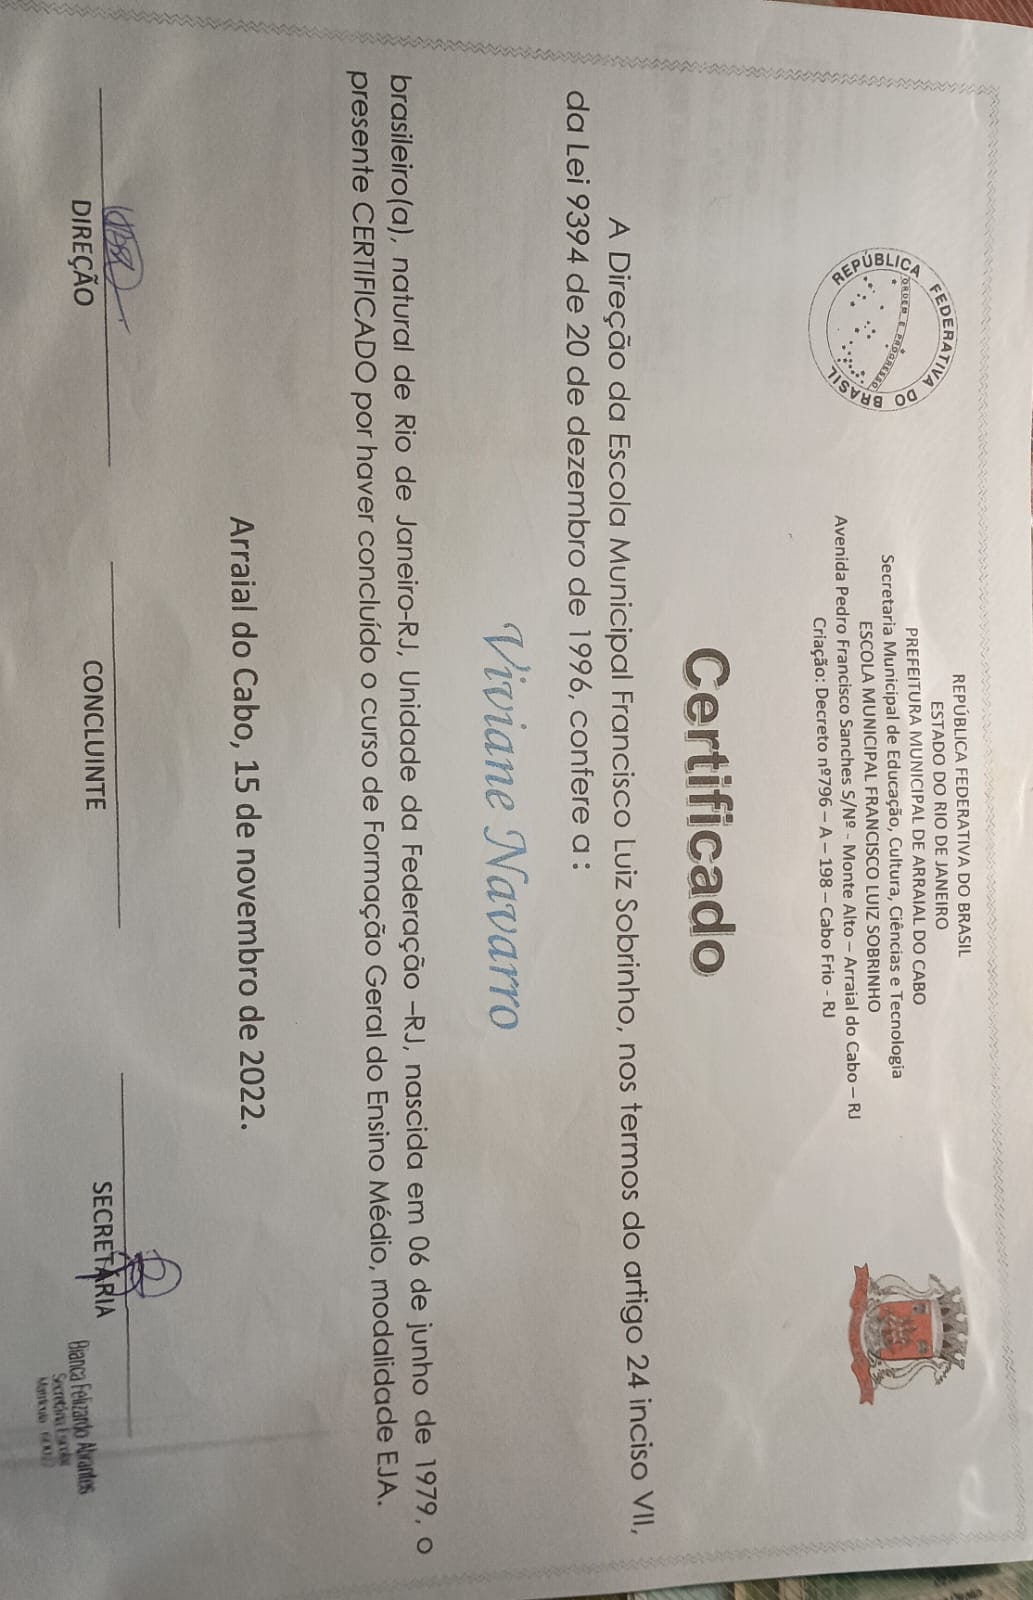 REPÚBLICA FEDERATIVA DO BRASIL
ORDEM E PROGRESSO
REPÚBLICA FEDERATIVA DO BRASIL
ESTADO DO RIO DE JANEIRO
PREFEITURA MUNICIPAL DE ARRAIAL DO CABO
Secretaria Municipal de Educação, Cultura, Ciências e Tecnologia
ESCOLA MUNICIPAL FRANCISCO LUIZ SOBRINHO
Avenida Pedro Francisco Sanches S/Nº - Monte Alto – Arraial do Cabo – RJ
Criação: Decreto nº796 – A – 198 – Cabo Frio - RJ
Certificado
A Direção da Escola Municipal Francisco Luiz Sobrinho, nos termos do artigo 24 inciso VII,
da Lei 9394 de 20 de dezembro de 1996, confere a :
Viviane Navarro
brasileiro(a), natural de Rio de Janeiro-RJ, Unidade da Federação –RJ, nascida em 06 de junho de 1979, o
presente CERTIFICADO por haver concluído o curso de Formação Geral do Ensino Médio, modalidade EJA.
Arraial do Cabo, 15 de novembro de 2022.
DIREÇÃO
CONCLUINTE
SECRETÁRIA
Bianca Felizardo Abrantes
Secretária Escolar
Matrícula